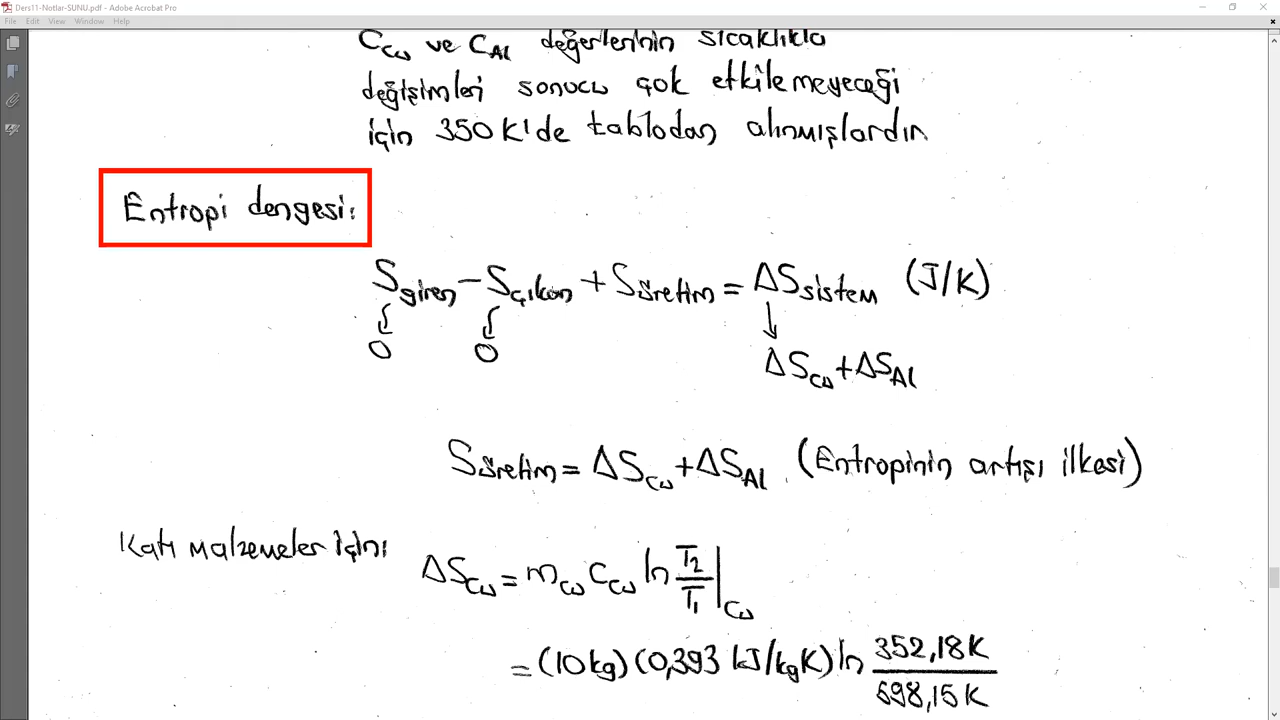 Ders11-Notlar-SUNU.pdf - Adobe Acrobat Pro
File Edit View Window Help
C_Cu ve C_Al değerlerinin sıcaklıkla
değişimleri sonucu çok etkilemeyeceği
için 350 K'de tablodan alınmışlardır
Entropi dengesi:
S_giren - S_çıkan + S_üretim = ΔS_sistem (J/K)
0 0
ΔS_Cu + ΔS_Al
S_üretim = ΔS_Cu + ΔS_Al (Entropinin artışı ilkesi)
Katı malzemeler için:
ΔS_Cu = m_Cu C_Cu ln T2/T1 |_Cu
= (10 kg) (0,393 kJ/kgK) ln 352,18 K / 698,15 K